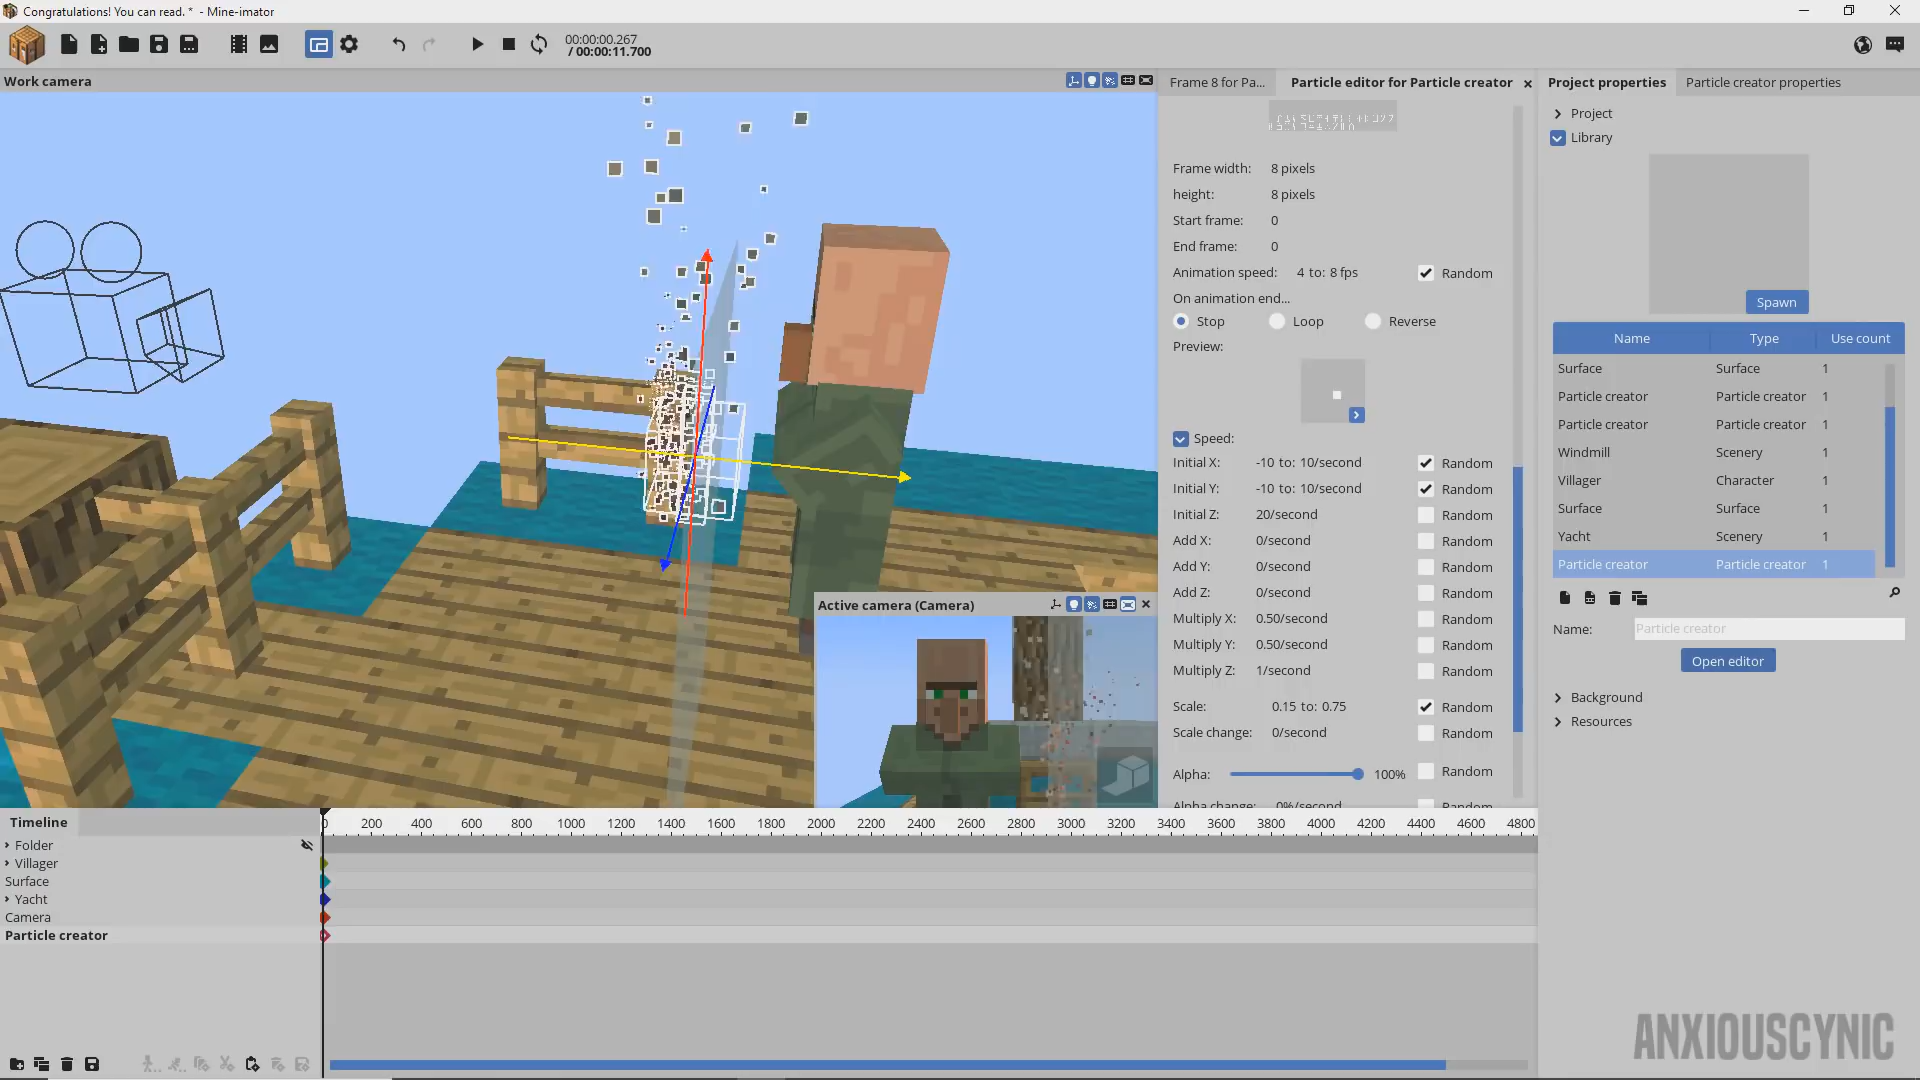 Congratulations! You can read. * - Mine-imator
00:00:00.267
/ 00:00:11.700
Work camera
Frame 8 for Pa...
Particle editor for Particle creator
Frame width: 8 pixels
height: 8 pixels
Start frame: 0
End frame: 0
Animation speed: 4 to: 8 fps Random
On animation end...
Stop Loop Reverse
Preview:
Speed:
Initial X: -10 to: 10/second Random
Initial Y: -10 to: 10/second Random
Initial Z: 20/second Random
Add X: 0/second Random
Add Y: 0/second Random
Add Z: 0/second Random
Multiply X: 0.50/second Random
Multiply Y: 0.50/second Random
Multiply Z: 1/second Random
Scale: 0.15 to: 0.75 Random
Scale change: 0/second Random
Alpha: 100% Random
Alpha change: 0%/second Random
Active camera (Camera)
Project properties
Particle creator properties
Project
Library
Spawn
Name Type Use count
Surface Surface 1
Particle creator Particle creator 1
Particle creator Particle creator 1
Windmill Scenery 1
Villager Character 1
Surface Surface 1
Yacht Scenery 1
Particle creator Particle creator 1
Name: Particle creator
Open editor
Background
Resources
Timeline
0 200 400 600 800 1000 1200 1400 1600 1800 2000 2200 2400 2600 2800 3000 3200 3400 3600 3800 4000 4200 4400 4600 4800
Folder
Villager
Surface
Yacht
Camera
Particle creator
ANXIOUSCYNIC